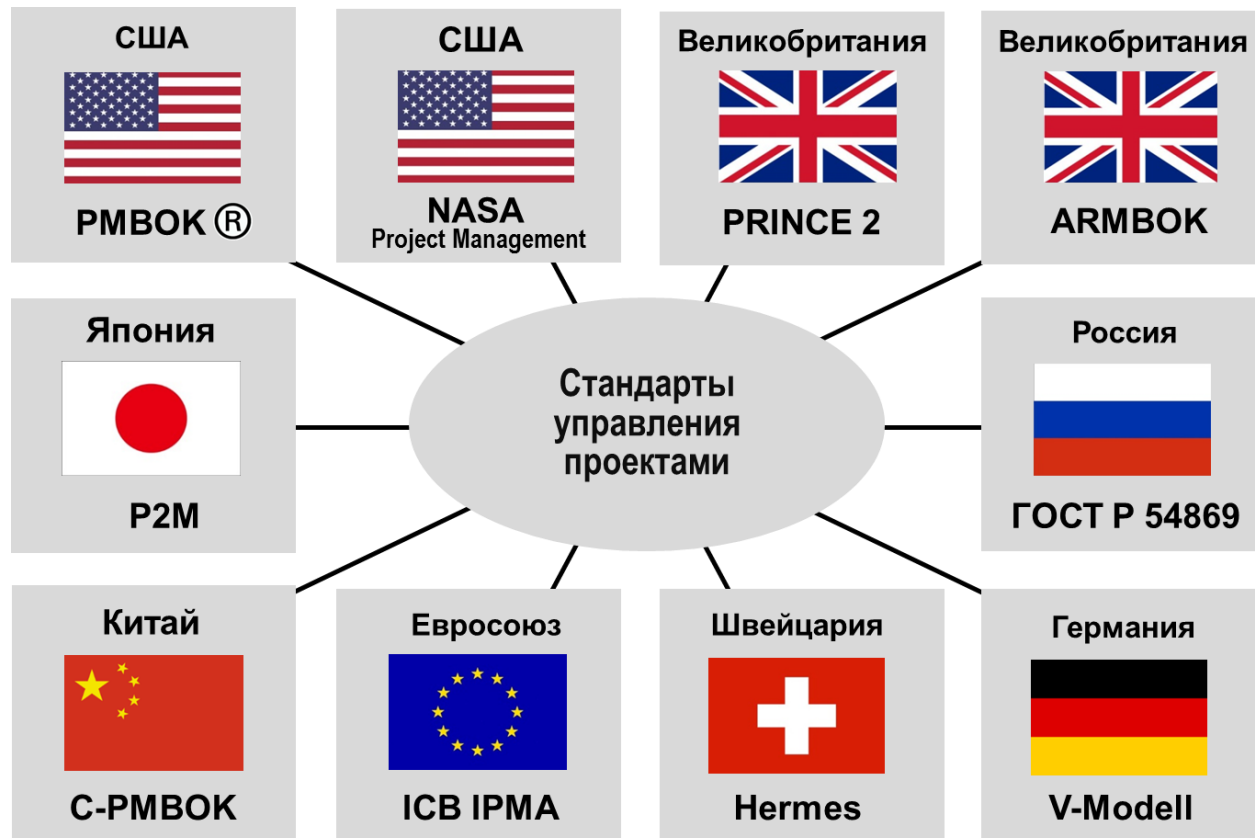 США
PMBOK ®
США
NASA
Project Management
Великобритания
PRINCE 2
Великобритания
ARMBOK
Япония
P2M
Стандарты
управления
проектами
Россия
ГОСТ Р 54869
Китай
C-PMBOK
Евросоюз
ICB IPMA
Швейцария
Hermes
Германия
V-Modell